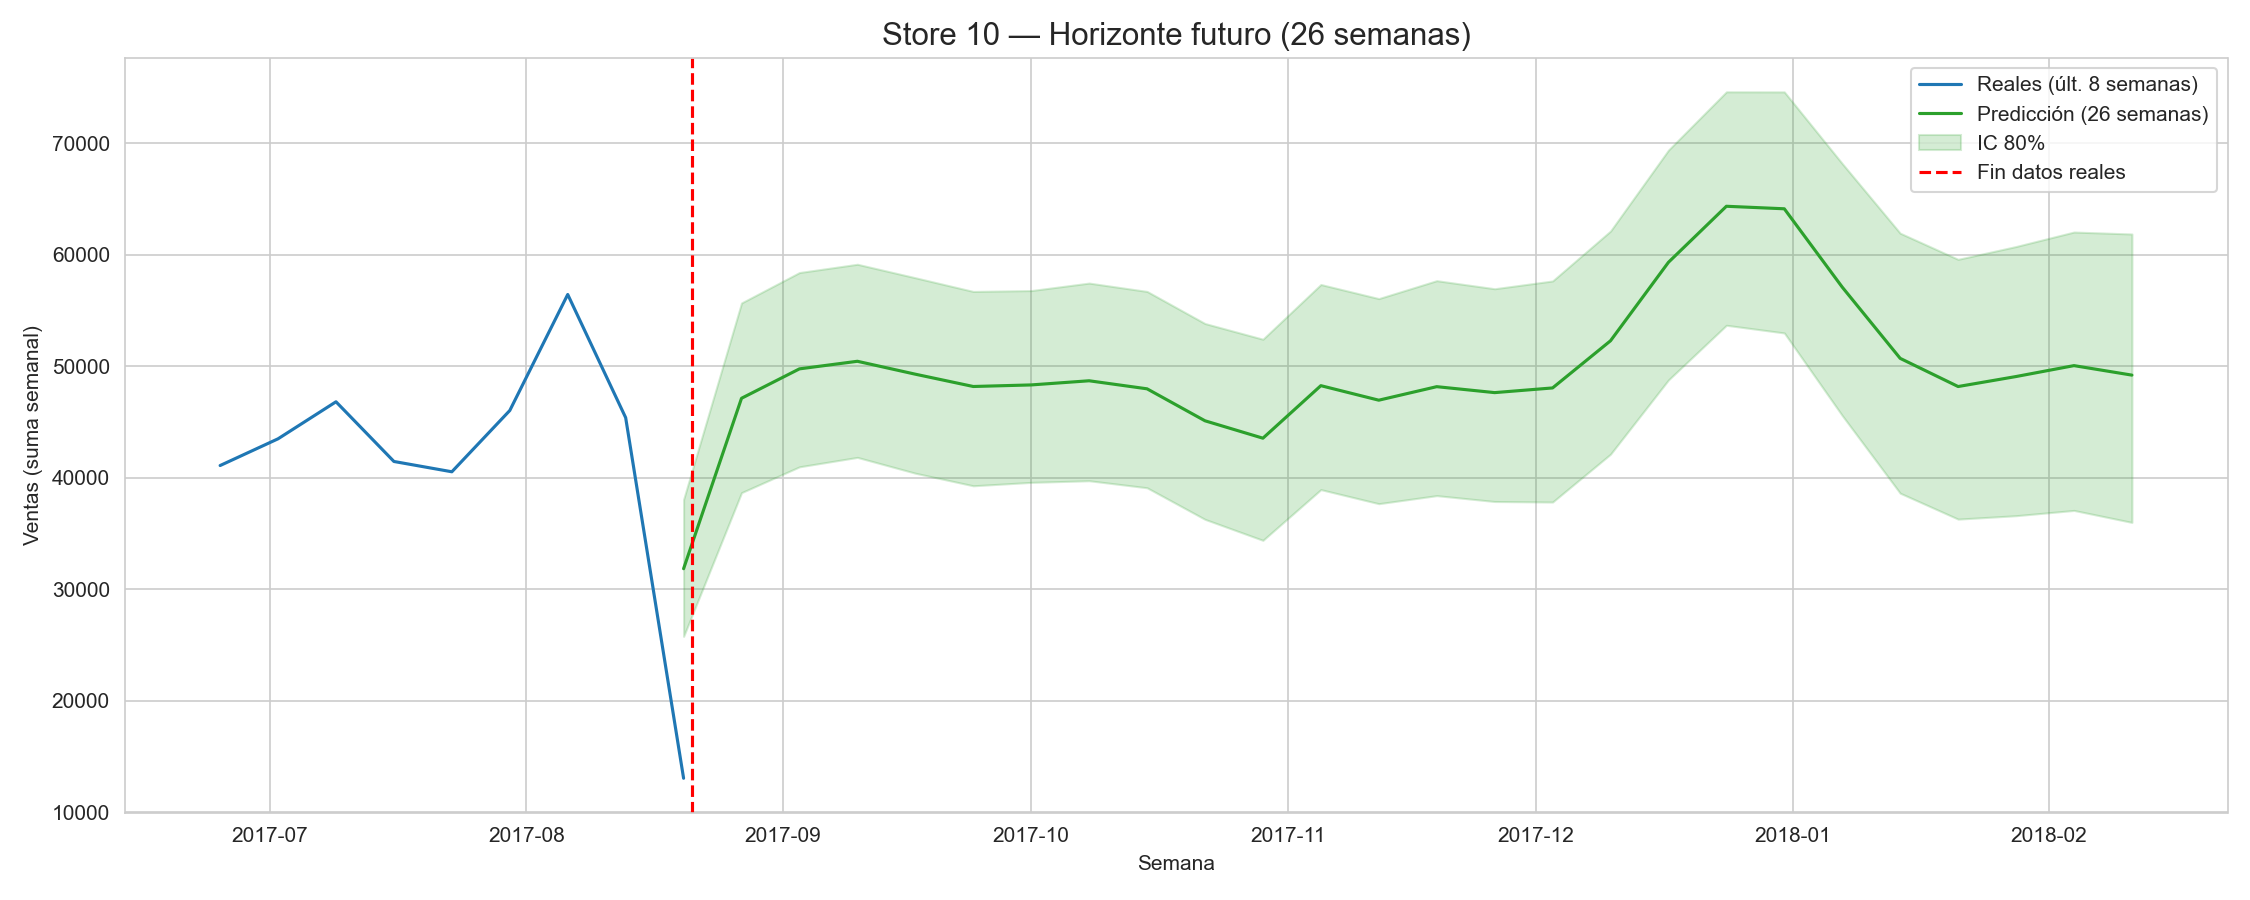 Store 10 — Horizonte futuro (26 semanas)
Reales (últ. 8 semanas)
Predicción (26 semanas)
IC 80%
Fin datos reales
Ventas (suma semanal)
70000
60000
50000
40000
30000
20000
10000
2017-07
2017-08
2017-09
2017-10
2017-11
2017-12
2018-01
2018-02
Semana